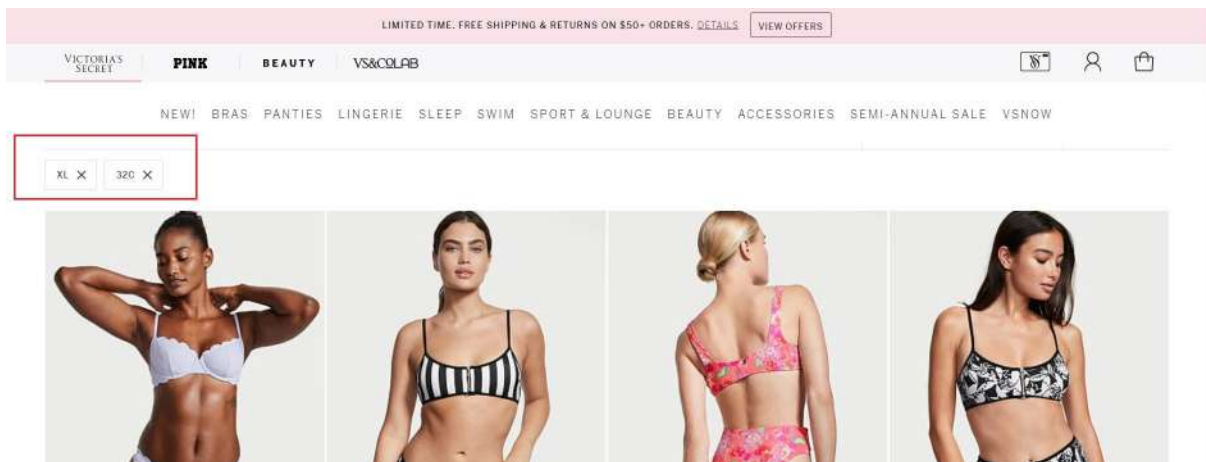 LIMITED TIME. FREE SHIPPING & RETURNS ON $50+ ORDERS. DETAILS VIEW OFFERS
VICTORIA'S SECRET PINK BEAUTY VS&COLAB
NEW! BRAS PANTIES LINGERIE SLEEP SWIM SPORT & LOUNGE BEAUTY ACCESSORIES SEMI-ANNUAL SALE VSNOW
XL X 32C X